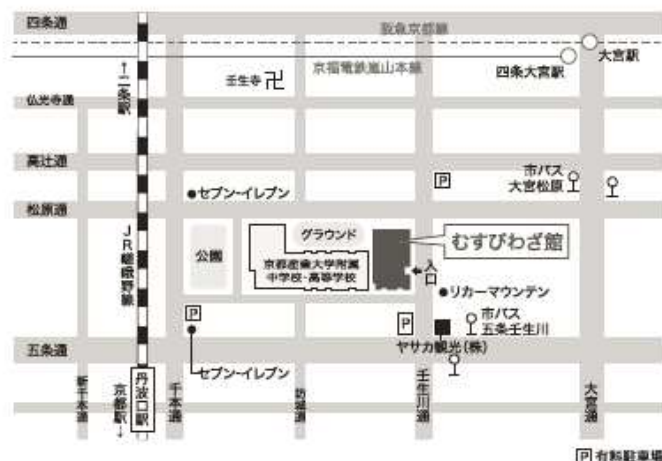 四条通
阪急京都線
大宮駅
京福電鉄嵐山本線
四条大宮駅
↑二条駅
壬生寺
仏光寺通
高辻通
P
市バス
大宮松原
セブン-イレブン
松原通
JR嵯峨野線
公園
グラウンド
京都産業大学附属
中学校・高等学校
むすびわざ館
入口
リカーマウンテン
P
P
市バス
五条壬生川
ヤサカ観光(株)
五条通
セブン-イレブン
新千本通
京都駅↓
丹波口駅
千本通
坊城通
壬生川通
大宮通
P 有料駐車場